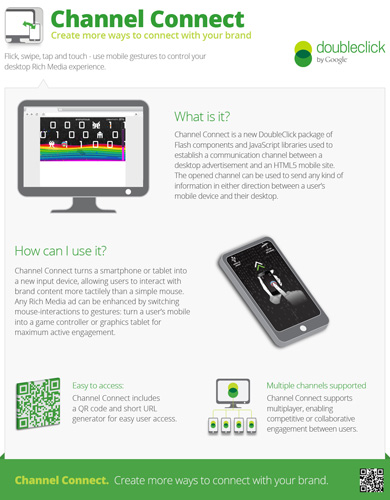 Channel Connect
Create more ways to connect with your brand
Flick, swipe, tap and touch - use mobile gestures to control your
desktop Rich Media experience.
doubleclick
by Google
What is it?
Channel Connect is a new DoubleClick package of
Flash components and JavaScript libraries used to
establish a communication channel between a
desktop advertisement and an HTML5 mobile site.
The opened channel can be used to send any kind of
information in either direction between a user's
mobile device and their desktop.
How can I use it?
Channel Connect turns a smartphone or tablet into
a new input device, allowing users to interact with
brand content more tactilely than a simple mouse.
Any Rich Media ad can be enhanced by switching
mouse-interactions to gestures: turn a user's mobile
into a game controller or graphics tablet for
maximum active engagement.
Easy to access:
Channel Connect includes
a QR code and short URL
generator for easy user access.
Multiple channels supported
Channel Connect supports
multiplayer, enabling
competitive or collaborative
engagement between users.
Channel Connect. Create more ways to connect with your brand.